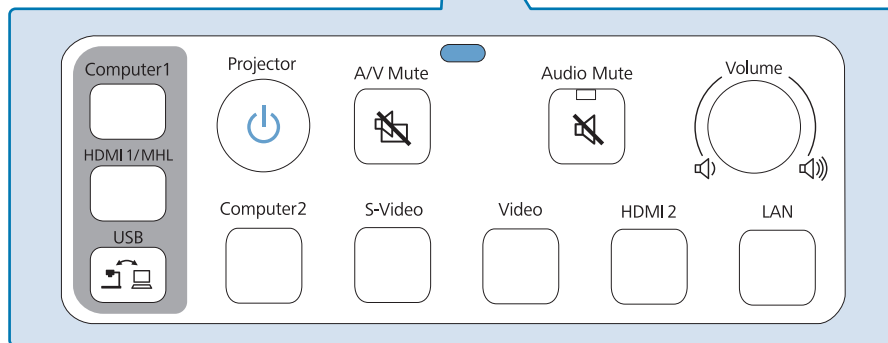 Computer1
HDMI 1/MHL
USB
Projector
A/V Mute
Audio Mute
Volume
Computer2
S-Video
Video
HDMI 2
LAN